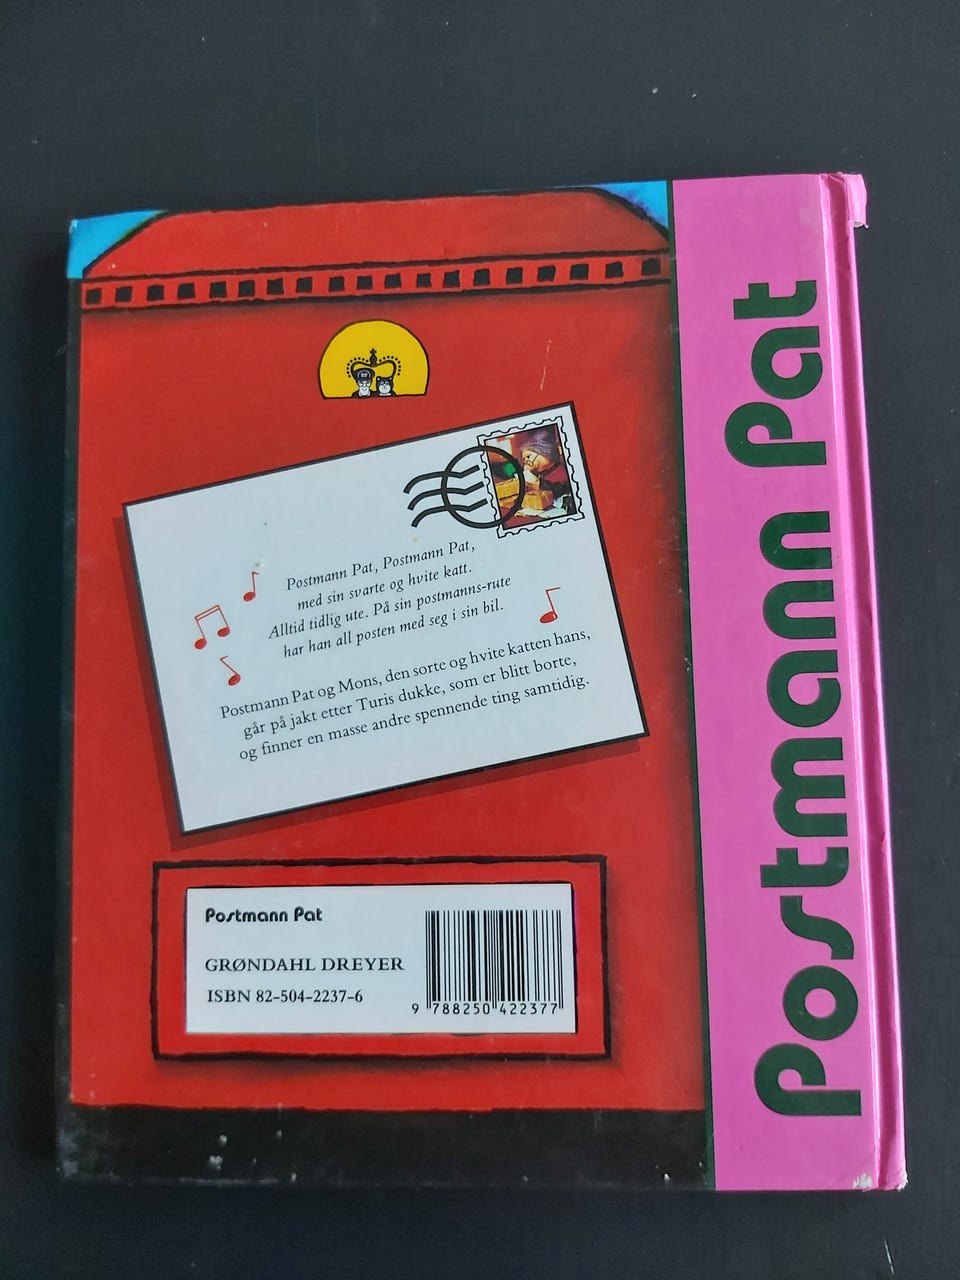 Postmann Pat, Postmann Pat,
med sin svarte og hvite katt.
Alltid tidlig ute. På sin postmanns-rute
har han all posten med seg i sin bil.
Postmann Pat og Mons, den sorte og hvite katten hans,
går på jakt etter Turis dukke, som er blitt borte,
og finner en masse andre spennende ting samtidig.
Postmann Pat
GRØNDAHL DREYER
ISBN 82-504-2237-6
9 788250 422377
Postmann Pat